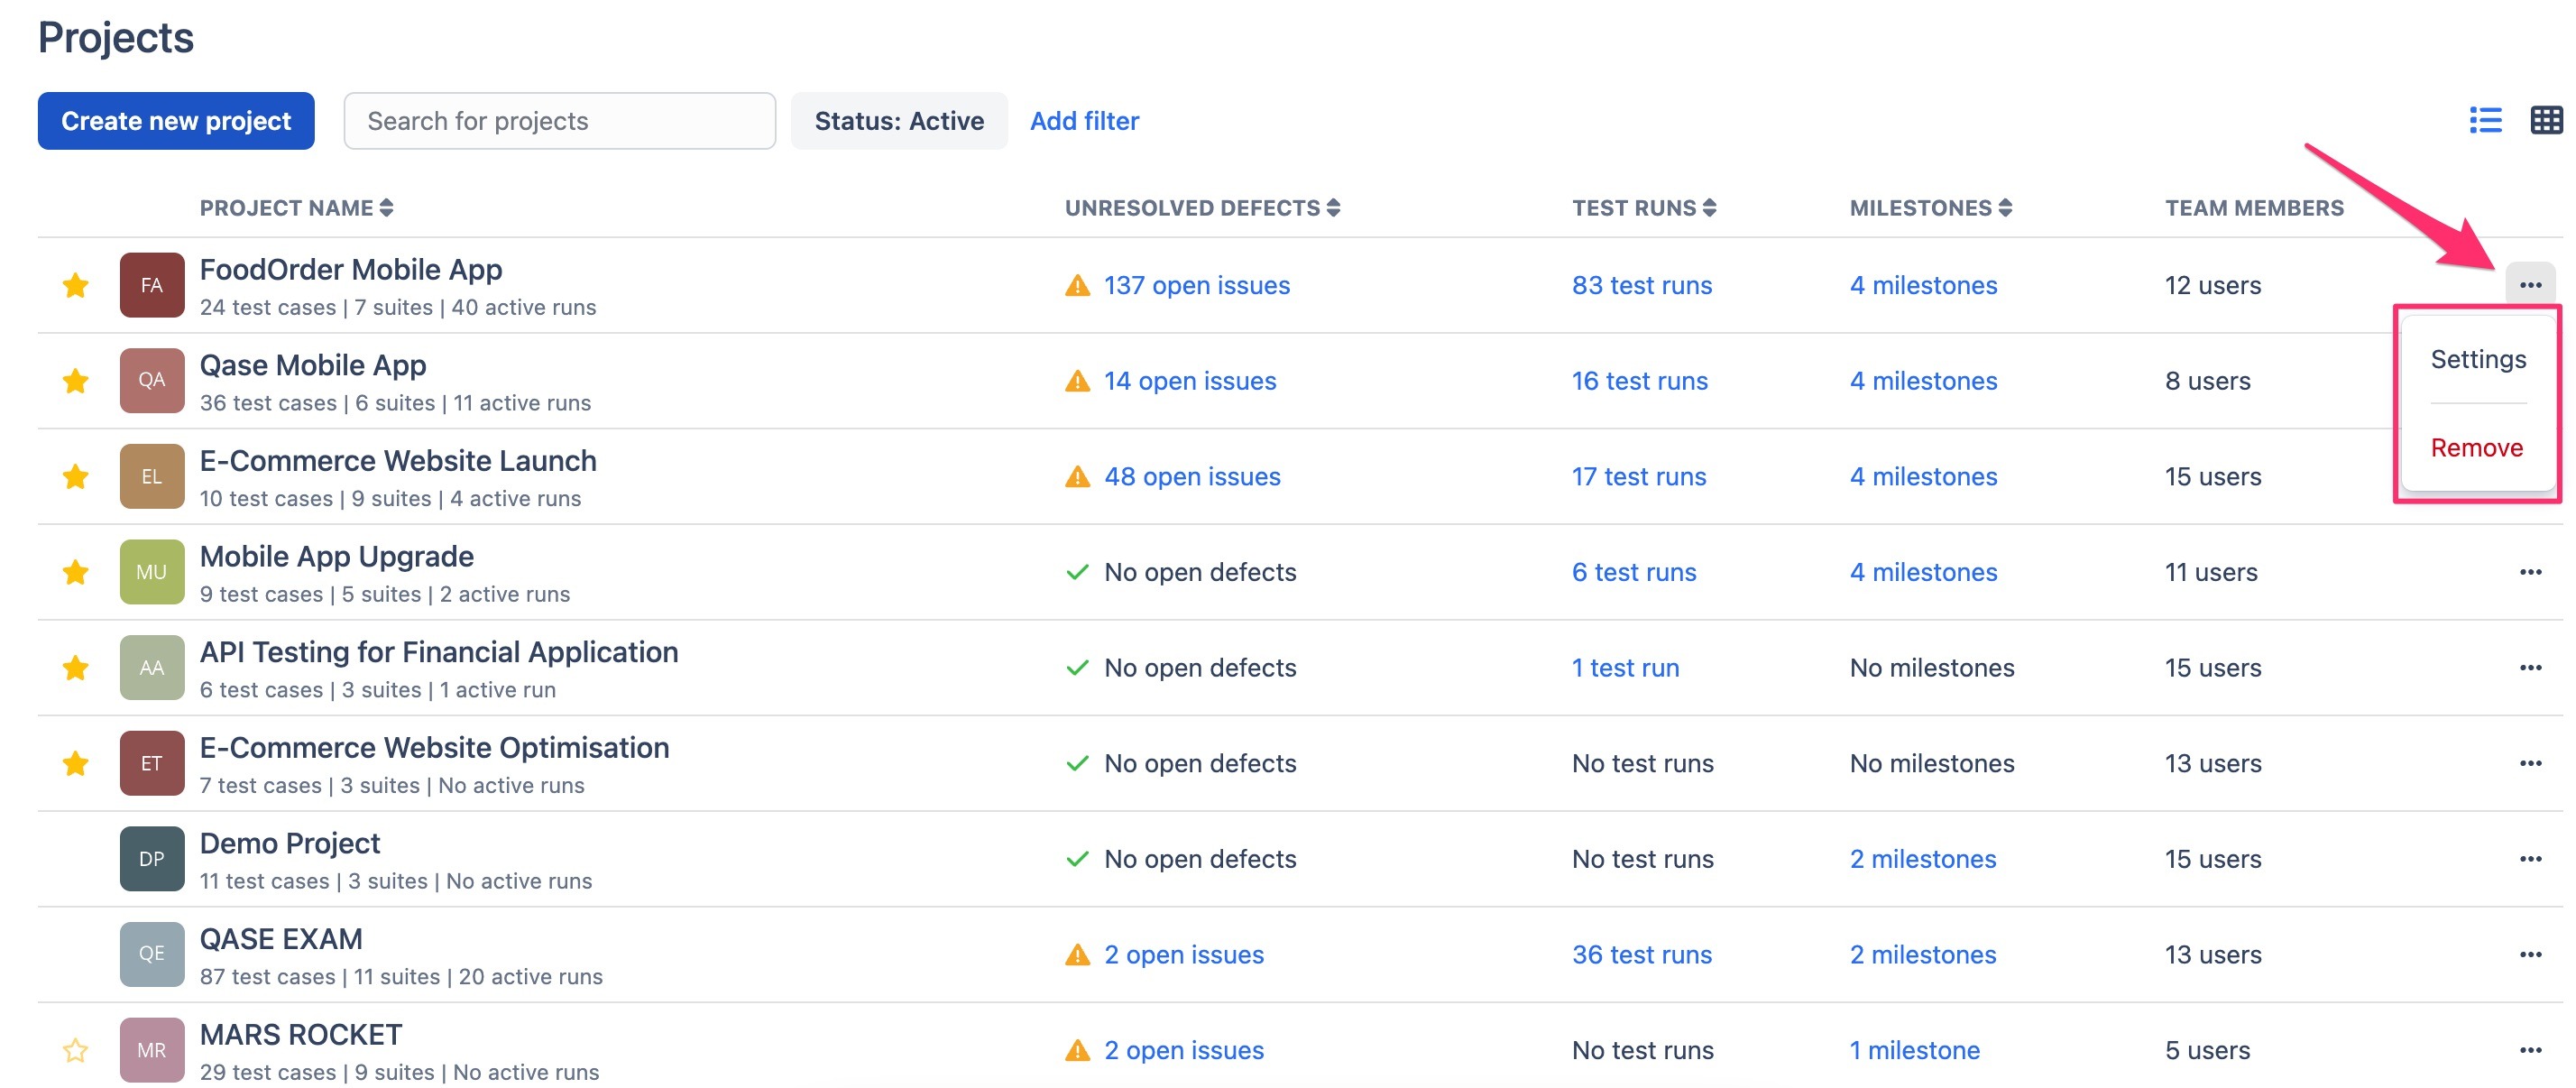 Projects
Create new project
Search for projects
Status: Active
Add filter
PROJECT NAME UNRESOLVED DEFECTS TEST RUNS MILESTONES TEAM MEMBERS
FA FoodOrder Mobile App 137 open issues 83 test runs 4 milestones 12 users
24 test cases | 7 suites | 40 active runs
Settings
Remove
QA Qase Mobile App 14 open issues 16 test runs 4 milestones 8 users
36 test cases | 6 suites | 11 active runs
EL E-Commerce Website Launch 48 open issues 17 test runs 4 milestones 15 users
10 test cases | 9 suites | 4 active runs
MU Mobile App Upgrade No open defects 6 test runs 4 milestones 11 users
9 test cases | 5 suites | 2 active runs
AA API Testing for Financial Application No open defects 1 test run No milestones 15 users
6 test cases | 3 suites | 1 active run
ET E-Commerce Website Optimisation No open defects No test runs No milestones 13 users
7 test cases | 3 suites | No active runs
DP Demo Project No open defects No test runs 2 milestones 15 users
11 test cases | 3 suites | No active runs
QE QASE EXAM 2 open issues 36 test runs 2 milestones 13 users
87 test cases | 11 suites | 20 active runs
MR MARS ROCKET 2 open issues No test runs 1 milestone 5 users
29 test cases | 9 suites | No active runs